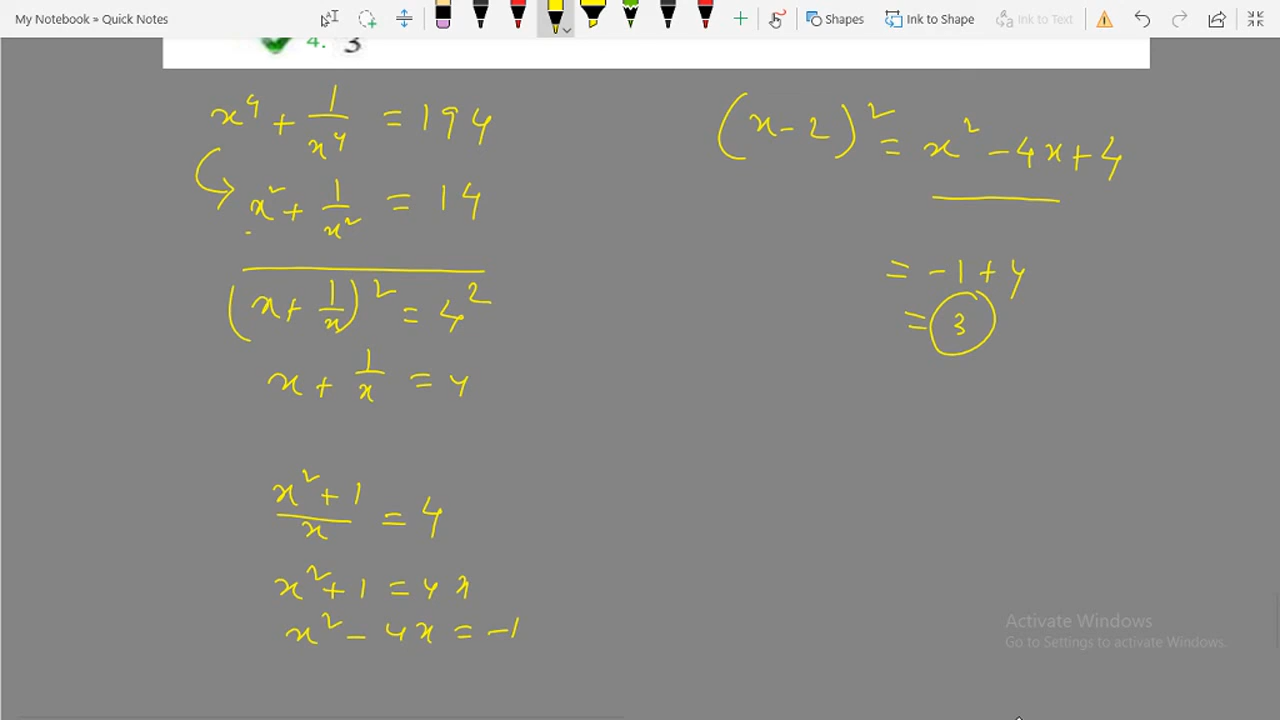 My Notebook » Quick Notes
Shapes
Ink to Shape
Ink to Text
4. 3
x⁴ + 1/x⁴ = 194
x² + 1/x² = 14
(x + 1/x)² = 4²
x + 1/x = 4
(x² + 1)/x = 4
x² + 1 = 4x
x² - 4x = -1
(x - 2)² = x² - 4x + 4
= -1 + 4
= 3
Activate Windows
Go to Settings to activate Windows.